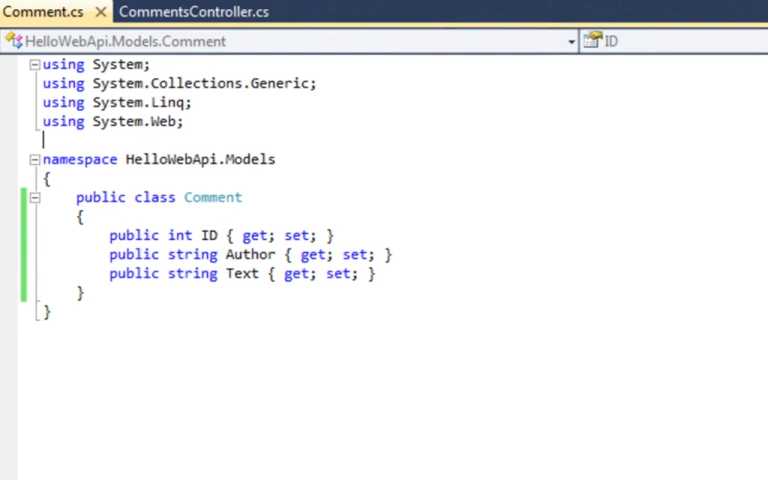 Comment.cs CommentsController.cs
HelloWebApi.Models.Comment ID
using System;
using System.Collections.Generic;
using System.Linq;
using System.Web;
namespace HelloWebApi.Models
{
public class Comment
{
public int ID { get; set; }
public string Author { get; set; }
public string Text { get; set; }
}
}